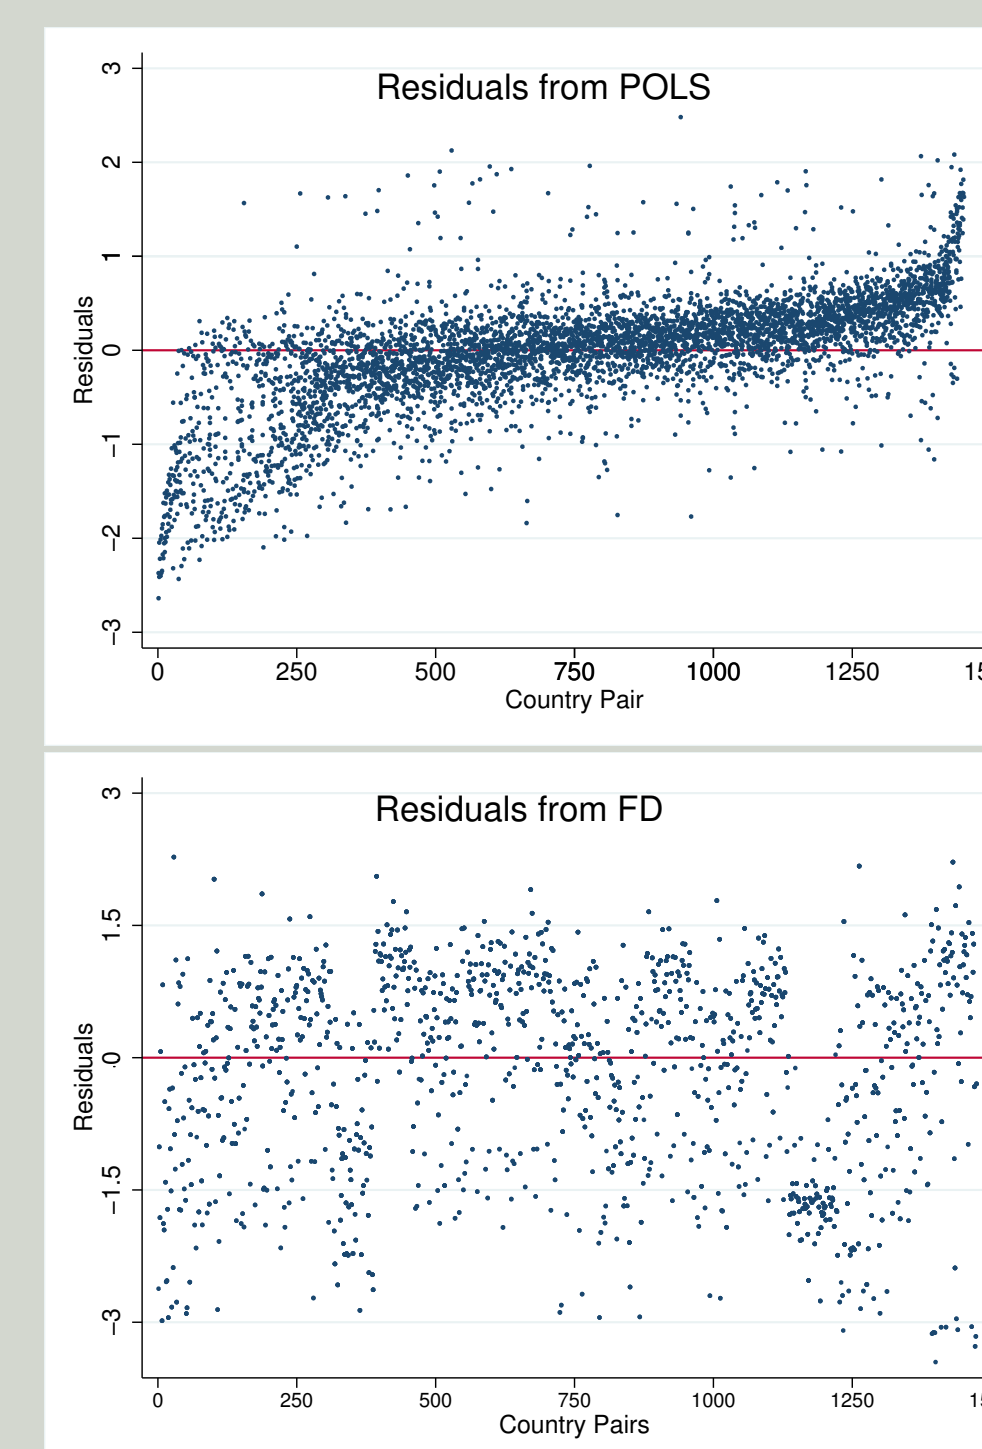 Residuals from POLS
3
2
1
0
−1
−2
−3
Residuals
0 250 500 750 1000 1250 15
Country Pair
Residuals from FD
3
1.5
.0
−1.5
−3
Residuals
0 250 500 750 1000 1250 15
Country Pairs